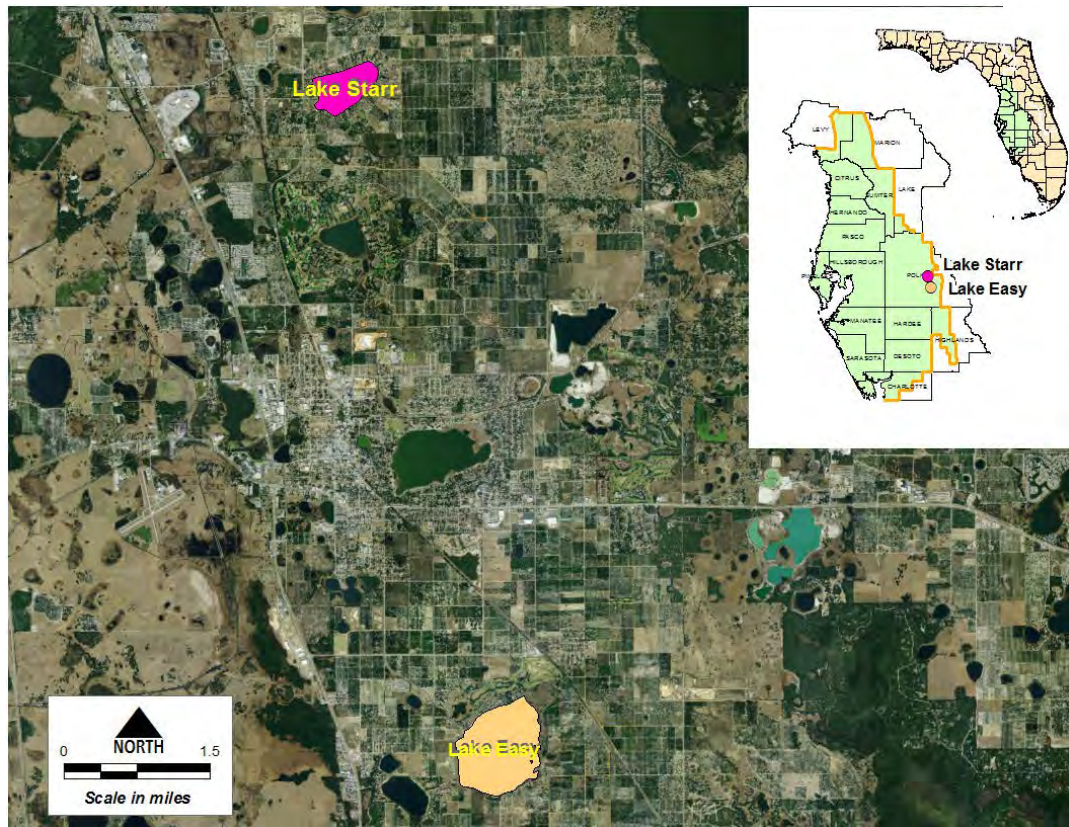 Lake Starr
LEVY
MARION
CITRUS
SUMTER
LAKE
HERNANDO
PASCO
HILLSBOROUGH
POLK
Lake Starr
Lake Easy
MANATEE
HARDEE
HIGHLANDS
SARASOTA
DESOTO
CHARLOTTE
Lake Easy
NORTH
0
1.5
Scale in miles